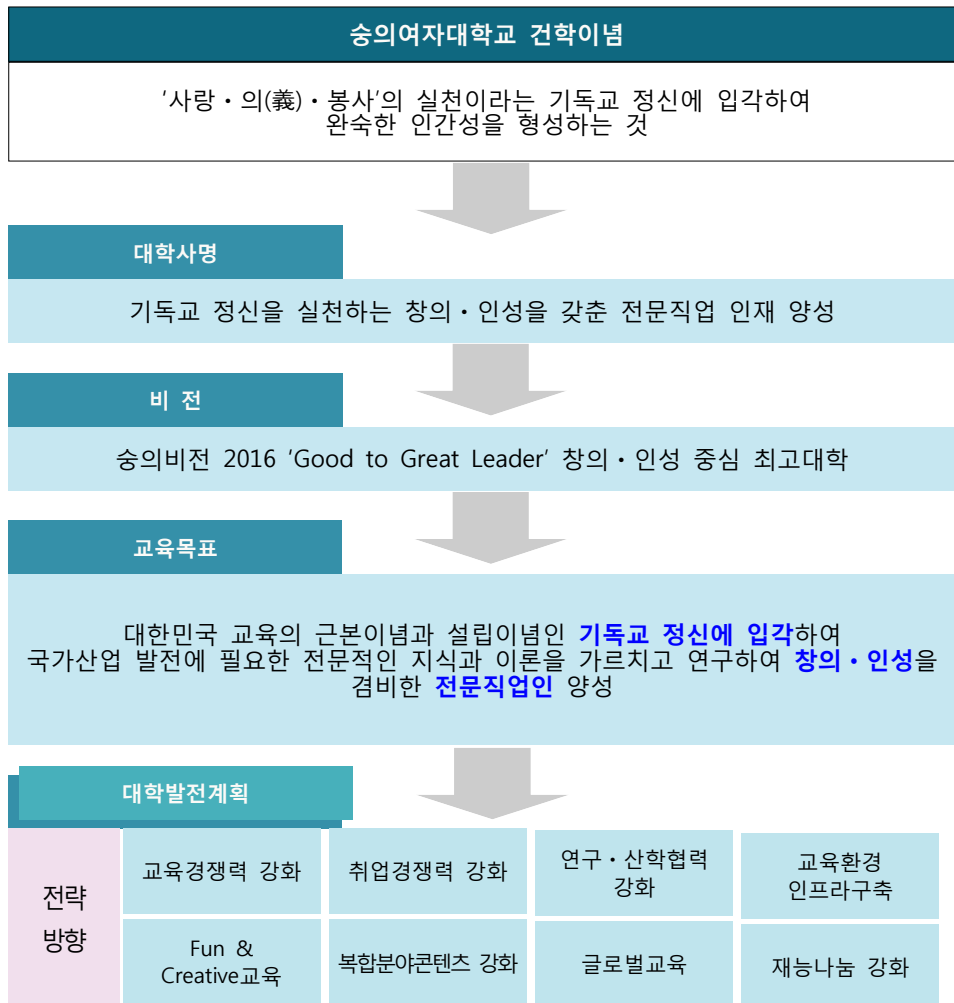 숭의여자대학교 건학이념
'사랑・의(義)・봉사'의 실천이라는 기독교 정신에 입각하여
완숙한 인간성을 형성하는 것
대학사명
기독교 정신을 실천하는 창의・인성을 갖춘 전문직업 인재 양성
비 전
숭의비전 2016 'Good to Great Leader' 창의・인성 중심 최고대학
교육목표
대한민국 교육의 근본이념과 설립이념인 기독교 정신에 입각하여
국가산업 발전에 필요한 전문적인 지식과 이론을 가르치고 연구하여 창의・인성을
겸비한 전문직업인 양성
대학발전계획
전략
방향
교육경쟁력 강화
취업경쟁력 강화
연구・산학협력
강화
교육환경
인프라구축
Fun &
Creative교육
복합분야콘텐츠 강화
글로벌교육
재능나눔 강화